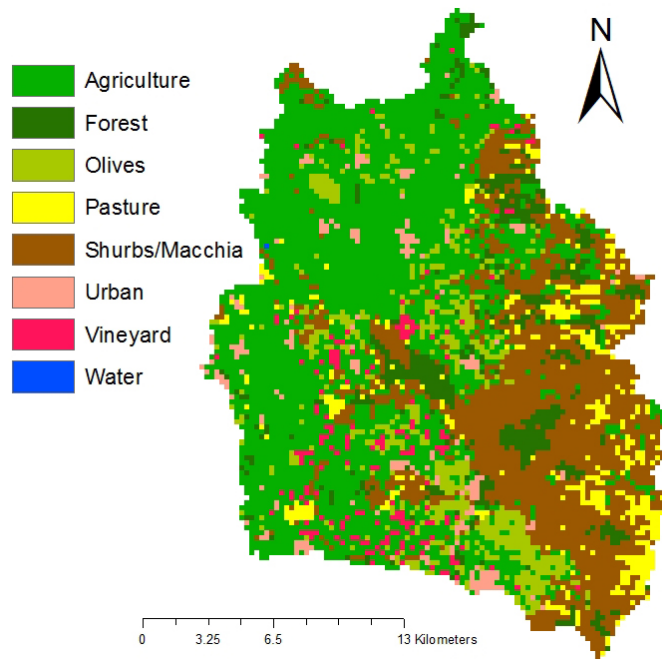 N
Agriculture
Forest
Olives
Pasture
Shurbs/Macchia
Urban
Vineyard
Water
0 3.25 6.5 13 Kilometers